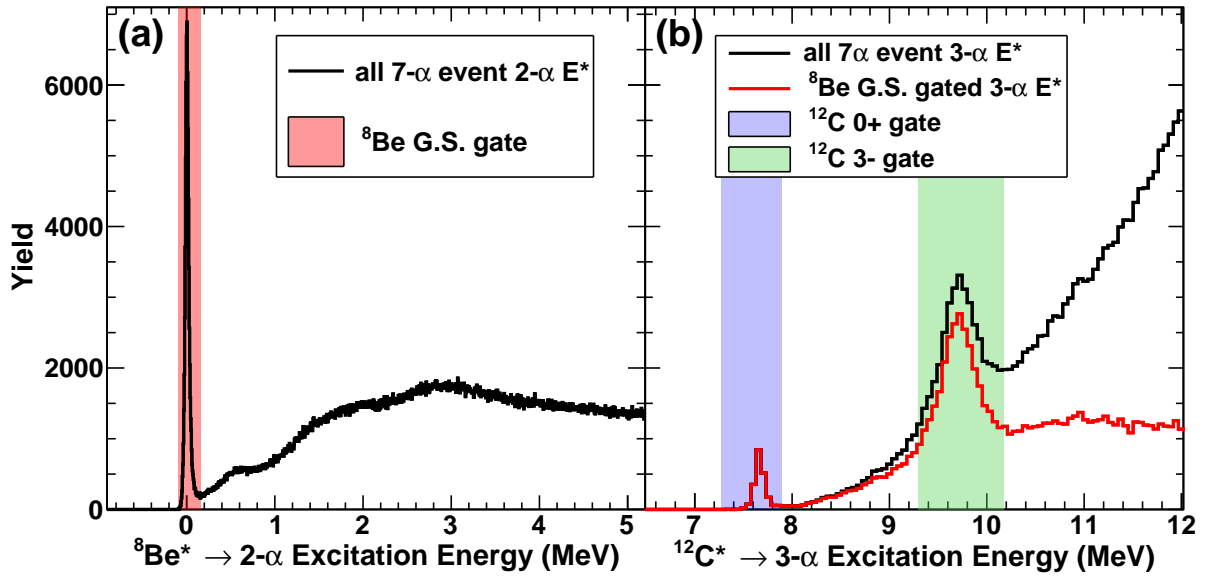 (a)
all 7-α event 2-α E*
⁸Be G.S. gate
Yield
6000
4000
2000
0
0 1 2 3 4 5
⁸Be* → 2-α Excitation Energy (MeV)
(b)
all 7α event 3-α E*
⁸Be G.S. gated 3-α E*
¹²C 0+ gate
¹²C 3- gate
7 8 9 10 11 12
¹²C* → 3-α Excitation Energy (MeV)